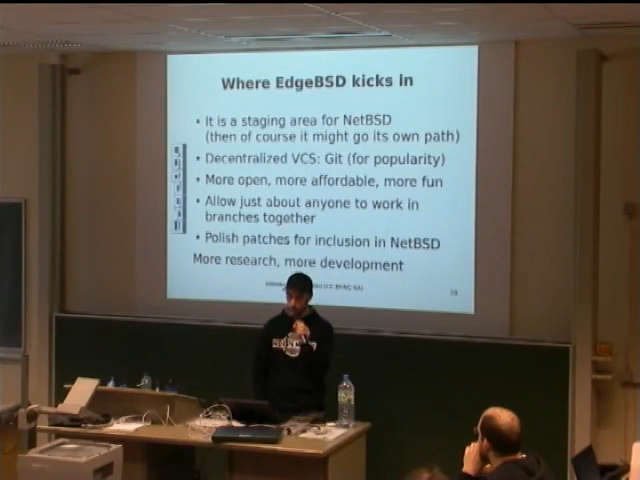 Where EdgeBSD kicks in
• It is a staging area for NetBSD
(then of course it might go its own path)
• Decentralized VCS: Git (for popularity)
• More open, more affordable, more fun
• Allow just about anyone to work in
branches together
• Polish patches for inclusion in NetBSD
More research, more development